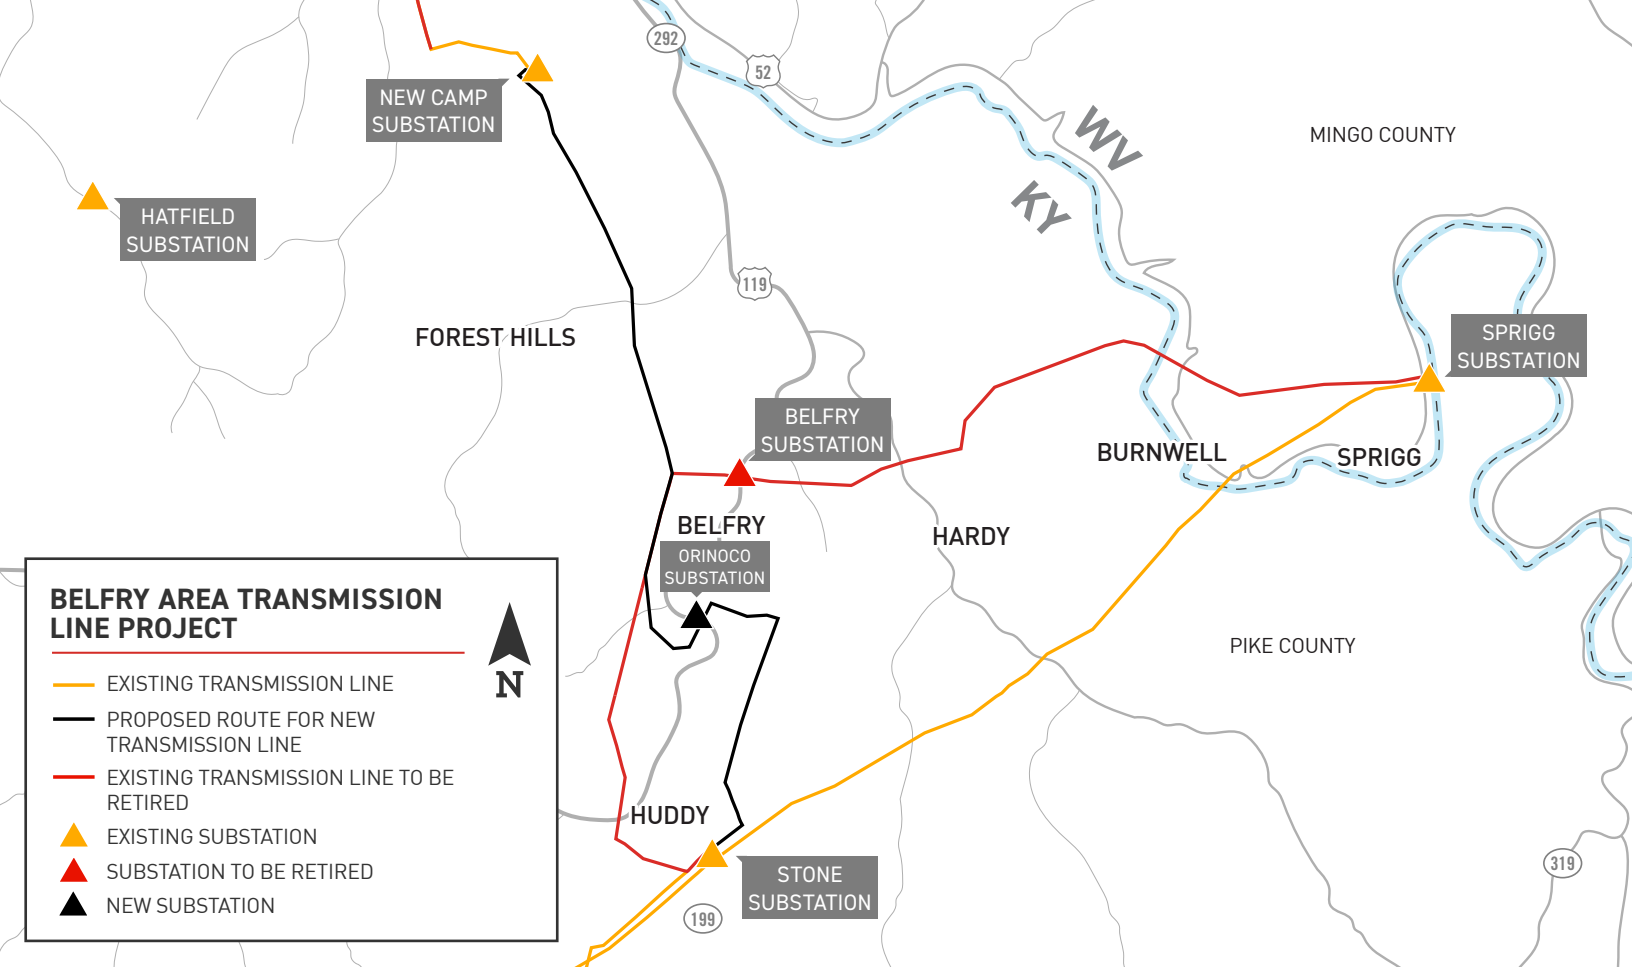 292
52
NEW CAMP
SUBSTATION
WV
MINGO COUNTY
KY
HATFIELD
SUBSTATION
119
FOREST HILLS
SPRIGG
SUBSTATION
BELFRY
SUBSTATION
BURNWELL
SPRIGG
BELFRY
HARDY
ORINOCO
SUBSTATION
PIKE COUNTY
BELFRY AREA TRANSMISSION
LINE PROJECT
N
EXISTING TRANSMISSION LINE
PROPOSED ROUTE FOR NEW
TRANSMISSION LINE
EXISTING TRANSMISSION LINE TO BE
RETIRED
EXISTING SUBSTATION
SUBSTATION TO BE RETIRED
NEW SUBSTATION
HUDDY
STONE
SUBSTATION
319
199